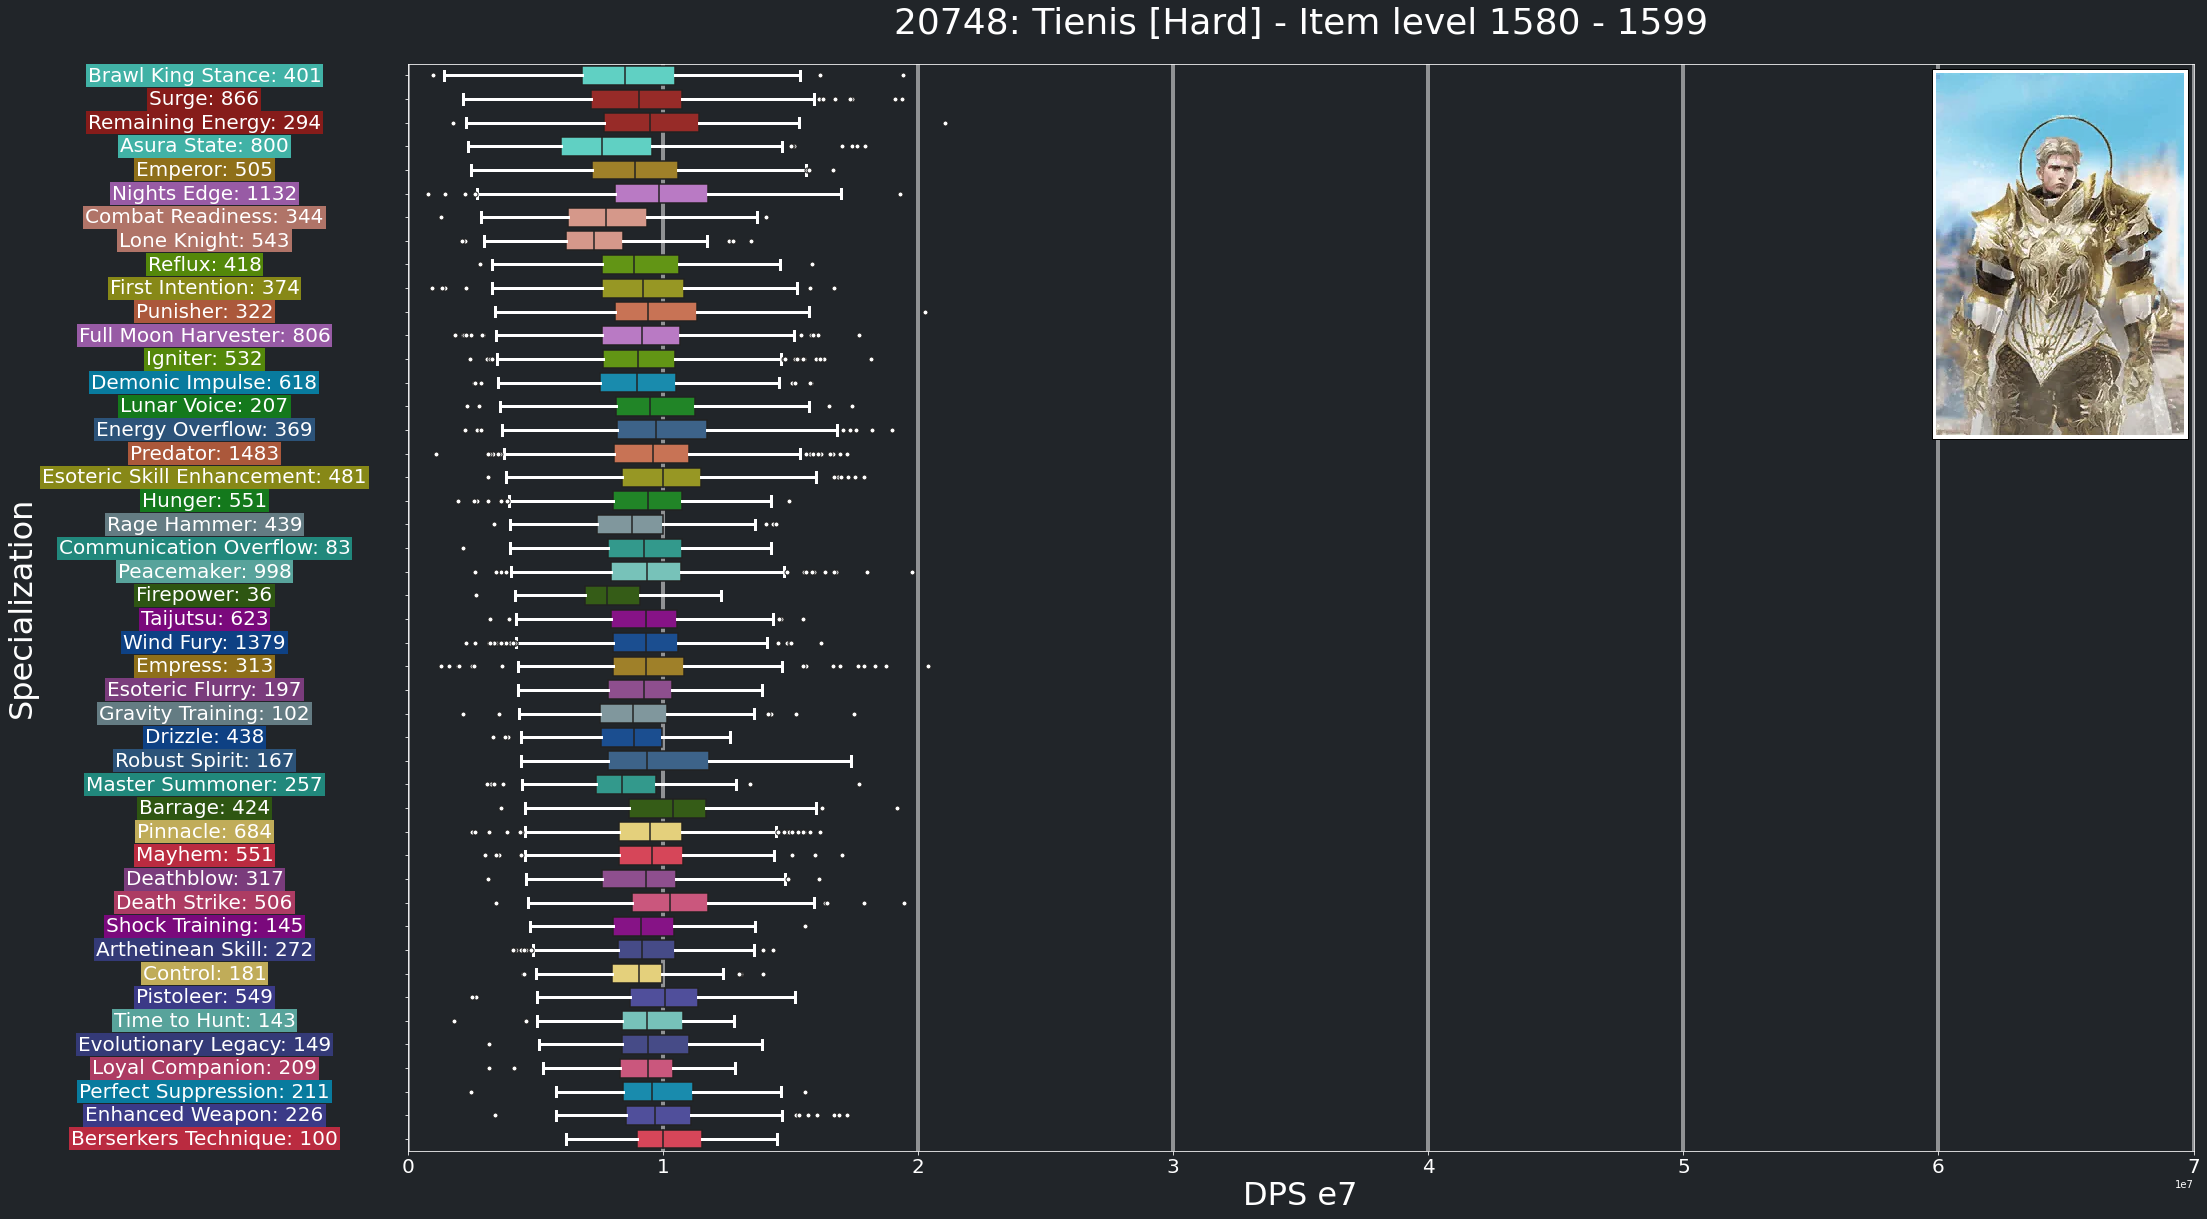 20748: Tienis [Hard] - Item level 1580 - 1599
Brawl King Stance: 401
Surge: 866
Remaining Energy: 294
Asura State: 800
Emperor: 505
Nights Edge: 1132
Combat Readiness: 344
Lone Knight: 543
Reflux: 418
First Intention: 374
Punisher: 322
Full Moon Harvester: 806
Igniter: 532
Demonic Impulse: 618
Lunar Voice: 207
Energy Overflow: 369
Predator: 1483
Esoteric Skill Enhancement: 481
Hunger: 551
Rage Hammer: 439
Communication Overflow: 83
Peacemaker: 998
Firepower: 36
Taijutsu: 623
Wind Fury: 1379
Empress: 313
Esoteric Flurry: 197
Gravity Training: 102
Drizzle: 438
Robust Spirit: 167
Master Summoner: 257
Barrage: 424
Pinnacle: 684
Mayhem: 551
Deathblow: 317
Death Strike: 506
Shock Training: 145
Arthetinean Skill: 272
Control: 181
Pistoleer: 549
Time to Hunt: 143
Evolutionary Legacy: 149
Loyal Companion: 209
Perfect Suppression: 211
Enhanced Weapon: 226
Berserkers Technique: 100
Specialization
0 1 2 3 4 5 6 7
1e7
DPS e7